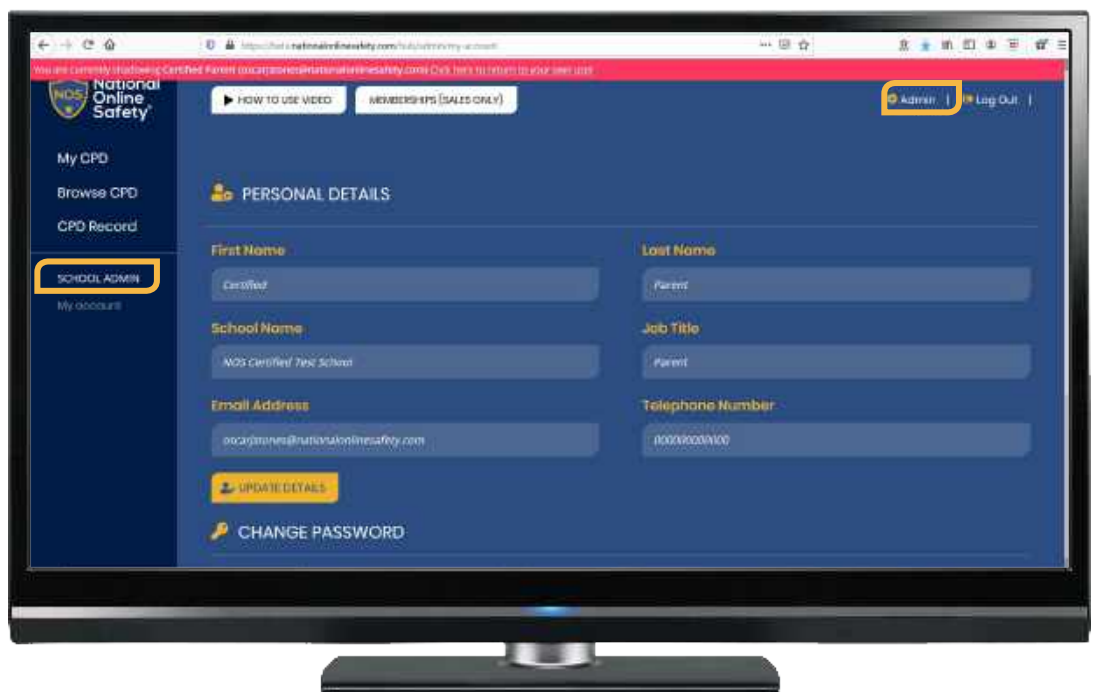 nationalonlinesafety.com
You are currently shadowing Certified Parent (oscarjstones@nationalonlinesafety.com) Click here to return to your own user
NOS National Online Safety
HOW TO USE VIDEO
MEMBERSHIPS (SALES ONLY)
Admin | Log Out |
My CPD
Browse CPD
CPD Record
SCHOOL ADMIN
My account
PERSONAL DETAILS
First Name
Last Name
Certified
Parent
School Name
Job Title
NOS Certified Test School
Parent
Email Address
Telephone Number
oscarjstones@nationalonlinesafety.com
UPDATE DETAILS
CHANGE PASSWORD